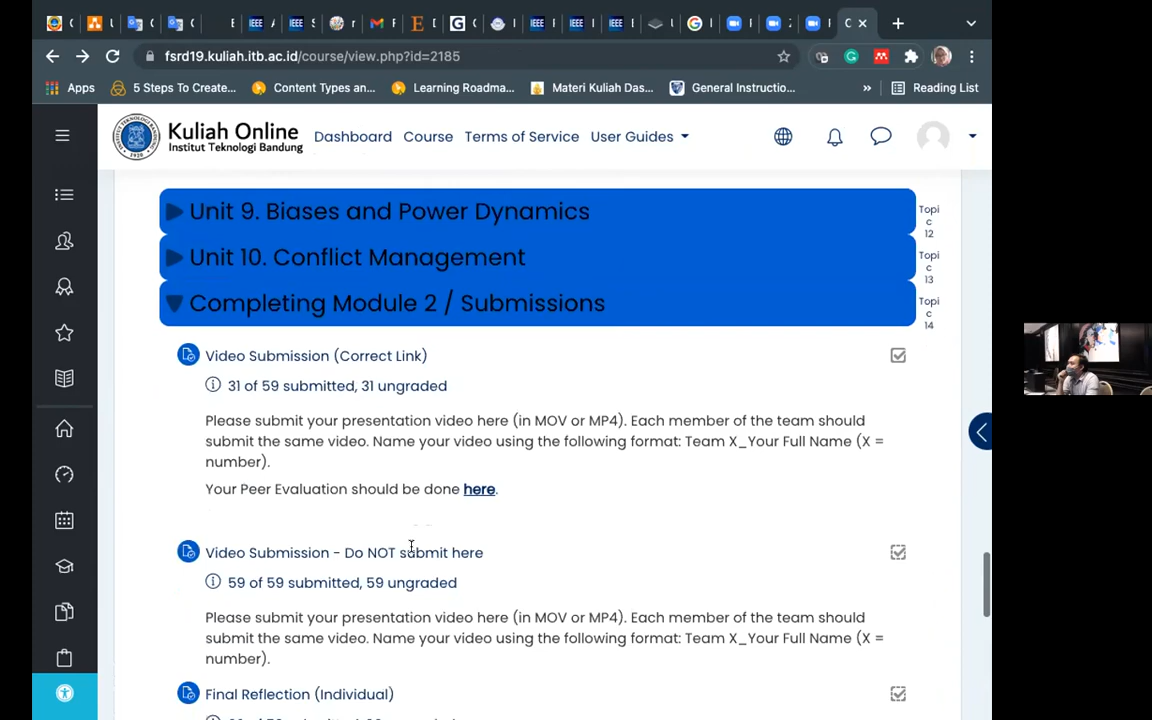 fsrd19.kuliah.itb.ac.id/course/view.php?id=2185
Apps
5 Steps To Create...
Content Types an...
Learning Roadma...
Materi Kuliah Das...
General Instructio...
»
Reading List
Kuliah Online
Institut Teknologi Bandung
Dashboard
Course
Terms of Service
User Guides
Unit 9. Biases and Power Dynamics
Topi
c
12
Unit 10. Conflict Management
Topi
c
13
Completing Module 2 / Submissions
Topi
c
14
Video Submission (Correct Link)
31 of 59 submitted, 31 ungraded
Please submit your presentation video here (in MOV or MP4). Each member of the team should
submit the same video. Name your video using the following format: Team X_Your Full Name (X =
number).
Your Peer Evaluation should be done here.
Video Submission - Do NOT submit here
59 of 59 submitted, 59 ungraded
Please submit your presentation video here (in MOV or MP4). Each member of the team should
submit the same video. Name your video using the following format: Team X_Your Full Name (X =
number).
Final Reflection (Individual)